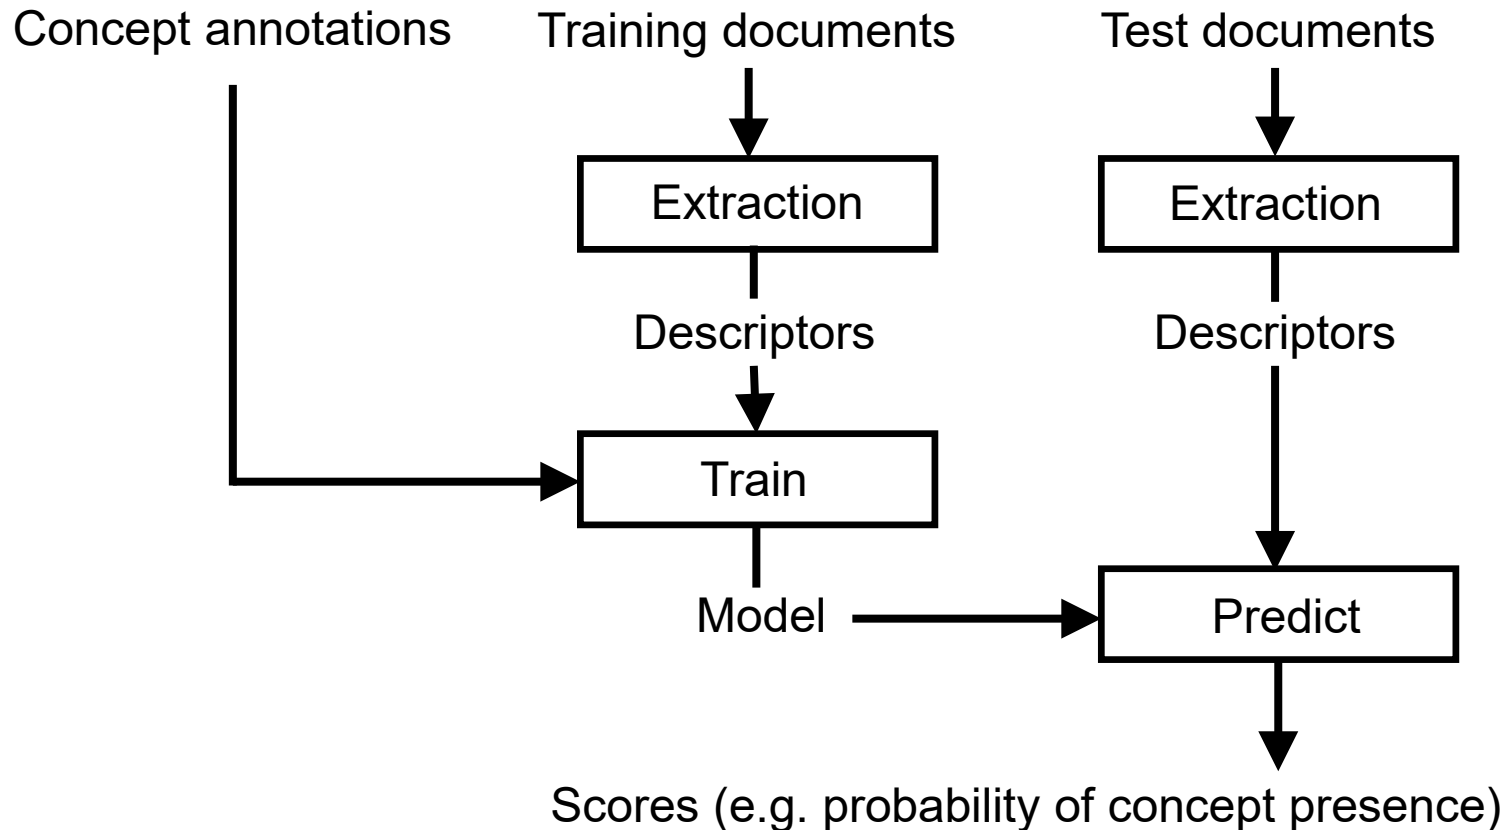 Concept annotations
Training documents
Test documents
Extraction
Extraction
Descriptors
Descriptors
Train
Model
Predict
Scores (e.g. probability of concept presence)